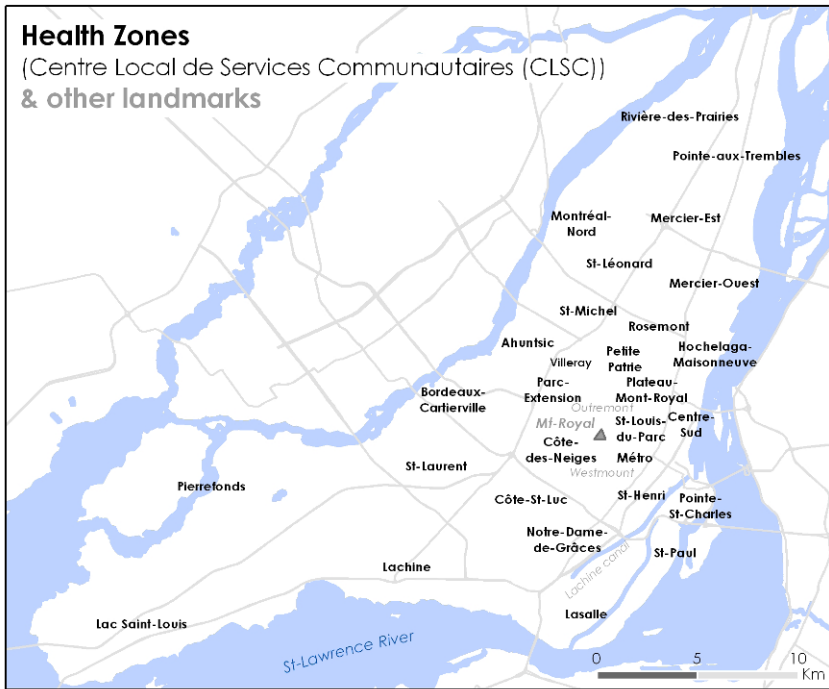 Health Zones
(Centre Local de Services Communautaires (CLSC))
& other landmarks
Rivière-des-Prairies
Pointe-aux-Trembles
Montréal-
Nord
Mercier-Est
St-Léonard
Mercier-Ouest
St-Michel
Rosemont
Ahuntsic
Villeray
Petite
Patrie
Hochelaga-
Maisonneuve
Parc-
Extension
Plateau-
Mont-Royal
Bordeaux-
Cartierville
Outremont
Mt-Royal
St-Louis-
du-Parc
Centre-
Sud
Côte-
des-Neiges
Métro
Westmount
St-Laurent
Pierrefonds
Côte-St-Luc
St-Henri
Pointe-
St-Charles
Notre-Dame-
de-Grâces
St-Paul
Lachine canal
Lachine
Lasalle
Lac Saint-Louis
St-Lawrence River
0 5 10
Km